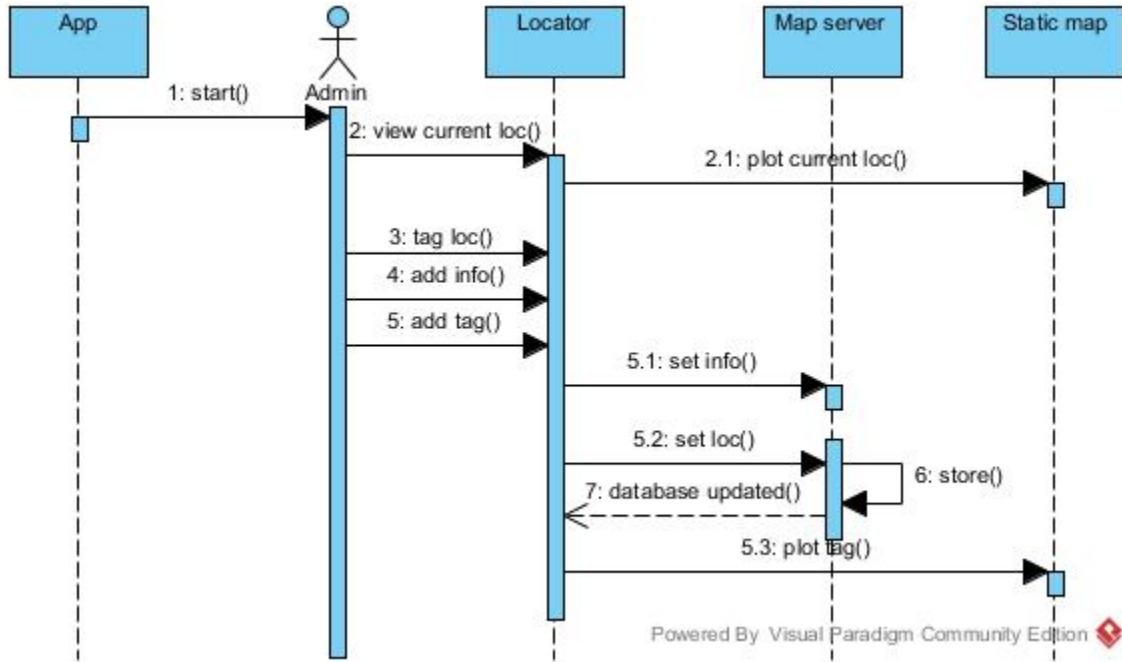 App
Locator
Map server
Static map
Admin
1: start()
2: view current loc()
2.1: plot current loc()
3: tag loc()
4: add info()
5: add tag()
5.1: set info()
5.2: set loc()
6: store()
7: database updated()
5.3: plot tag()
Powered By Visual Paradigm Community Edition